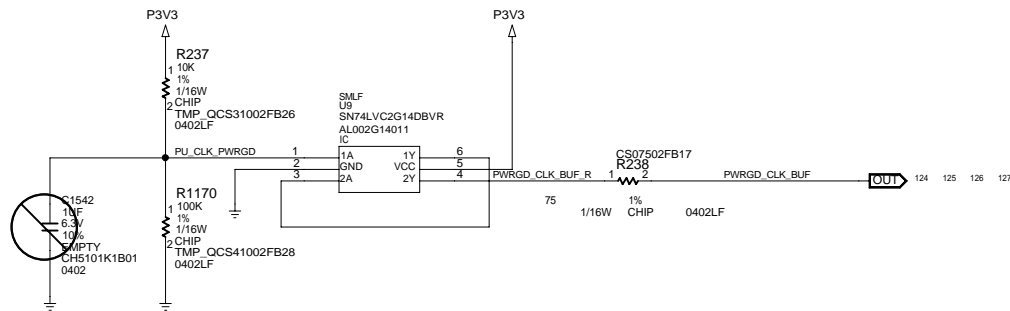 P3V3
P3V3
R237
1
10K
1%
1/16W
2
CHIP
TMP_QCS31002FB26
0402LF
SMLF
U9
SN74LVC2G14DBVR
AL002G14011
IC
PU_CLK_PWRGD
1
1A
1Y
6
2
GND
VCC
5
3
2A
2Y
4
PWRGD_CLK_BUF_R
CS07502FB17
R238
1
2
PWRGD_CLK_BUF
OUT
124 125 126 127
75
1%
1/16W
CHIP
0402LF
R1170
1
100K
1%
1/16W
2
CHIP
TMP_QCS41002FB28
0402LF
C1542
1UF
6.3V
10%
EMPTY
CH5101K1B01
0402